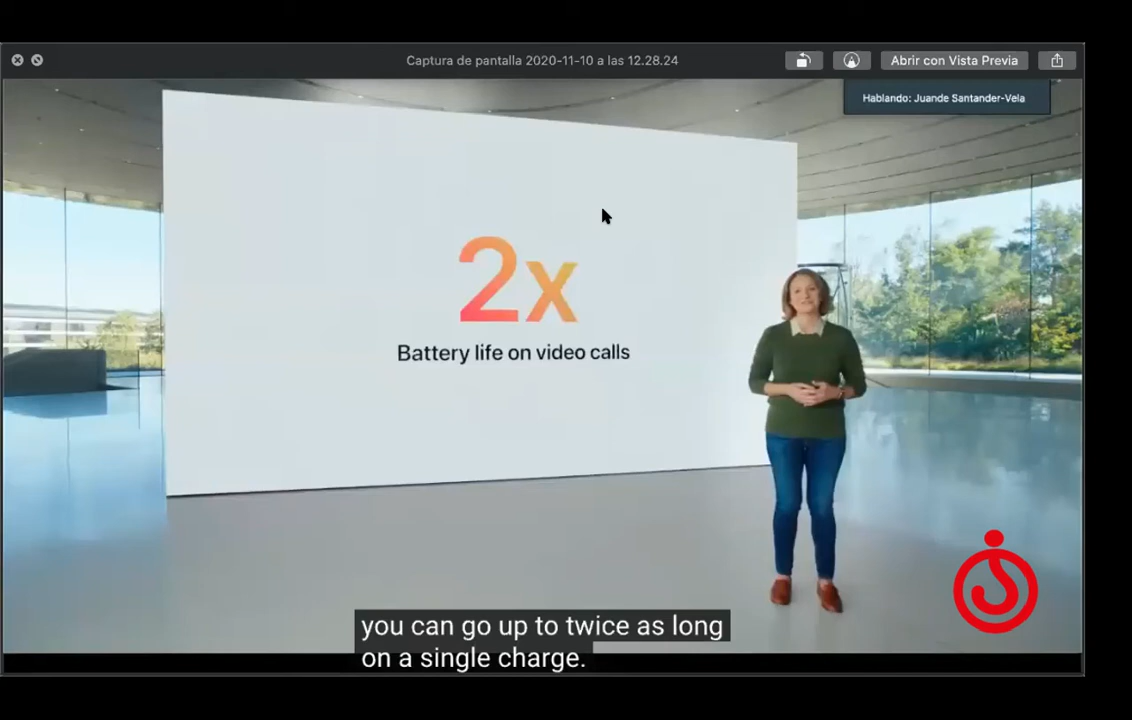 Captura de pantalla 2020-11-10 a las 12.28.24
Abrir con Vista Previa
Hablando: Juande Santander-Vela
2x
Battery life on video calls
you can go up to twice as long
on a single charge.